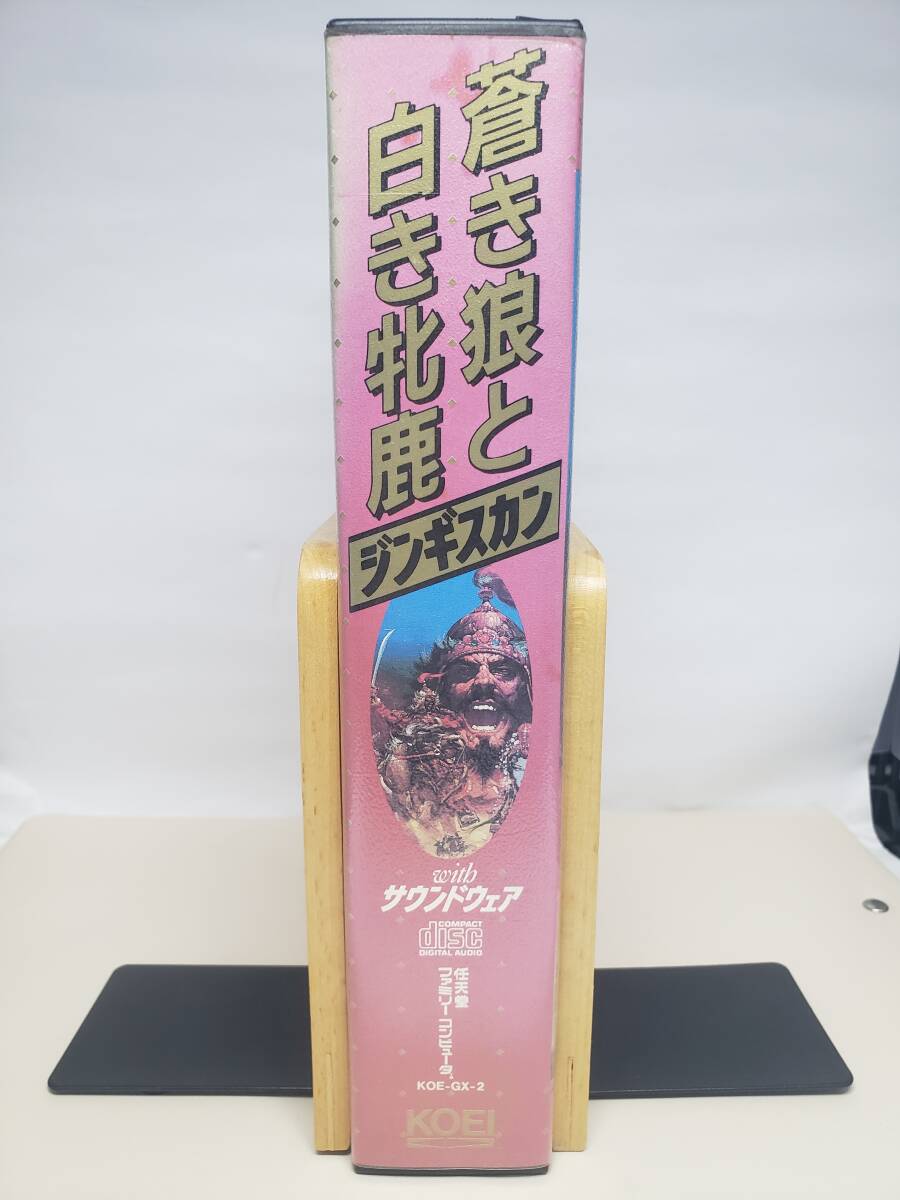 蒼き狼と
白き牝鹿
ジンギスカン
with
サウンドウェア
COMPACT
disc
DIGITAL AUDIO
任天堂
ファミリーコンピュータ®
KOE-GX-2
KOEI